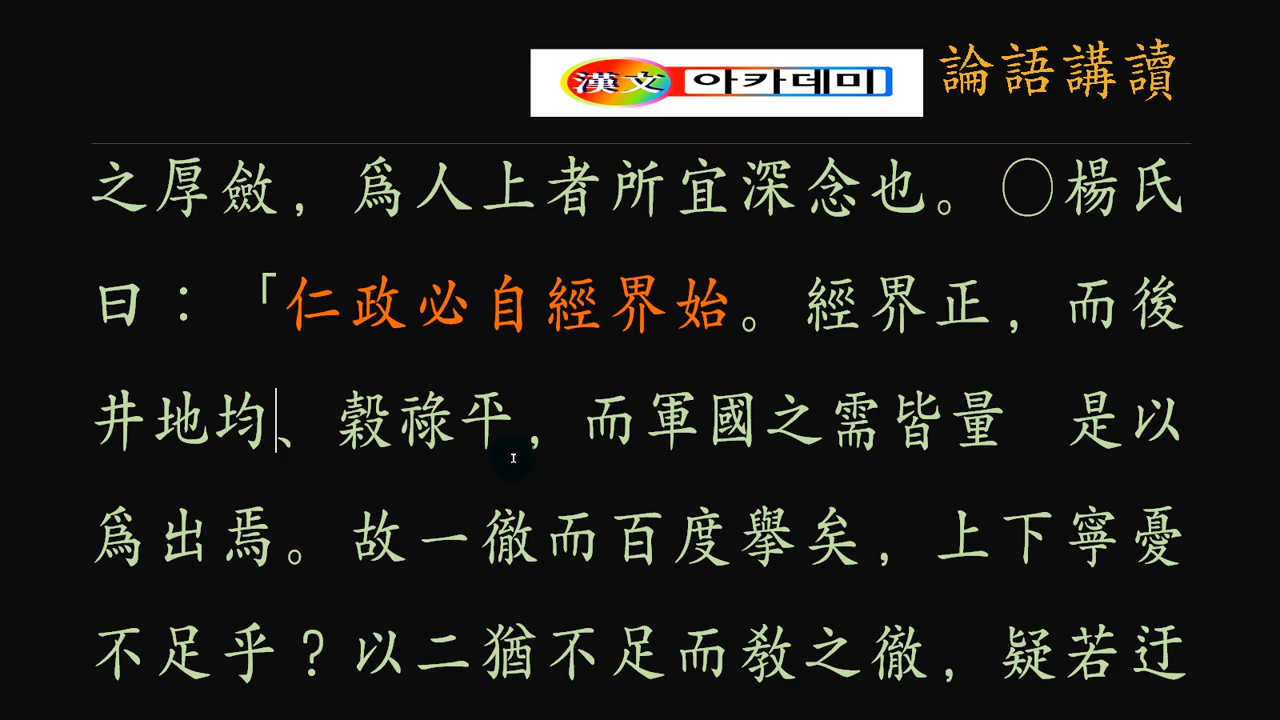 漢文 아카데미
論語講讀
之厚斂，爲人上者所宜深念也。○楊氏
曰：「仁政必自經界始。經界正，而後
井地均、穀祿平，而軍國之需皆量 是以
爲出焉。故一徹而百度擧矣，上下寧憂
不足乎？以二猶不足而敎之徹，疑若迂